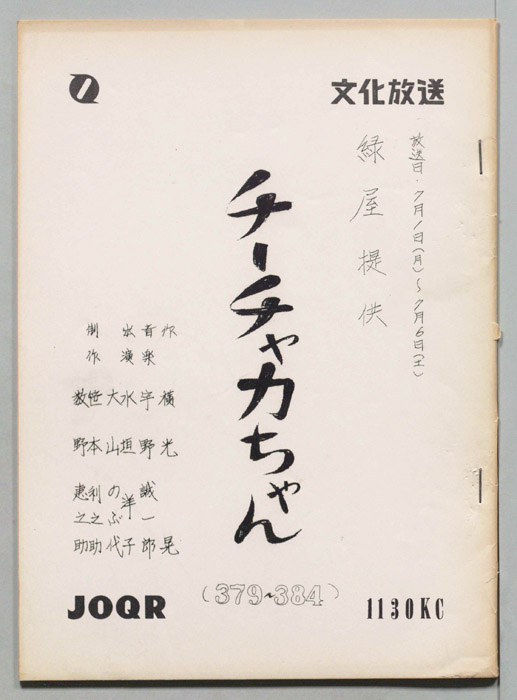 文化放送
放送日・7月1日(月)~7月6日(土)
緑屋提供
チーチャカちゃん
(379~384)
作 横光晃
音楽 宇野誠一郎
出演 水垣洋子
大山のぶ代
制作 本利之助
野恵之助
JOQR
1130KC